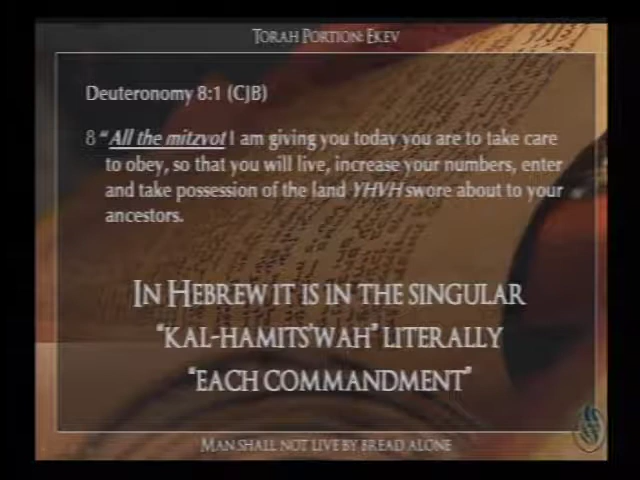 TORAH PORTION: EKEV
Deuteronomy 8:1 (CJB)
8 “All the mitzvot I am giving you today you are to take care
to obey, so that you will live, increase your numbers, enter
and take possession of the land YHVH swore about to your
ancestors.
IN HEBREW IT IS IN THE SINGULAR
“KAL-HAMITS’WAH” LITERALLY
“EACH COMMANDMENT”
MAN SHALL NOT LIVE BY BREAD ALONE